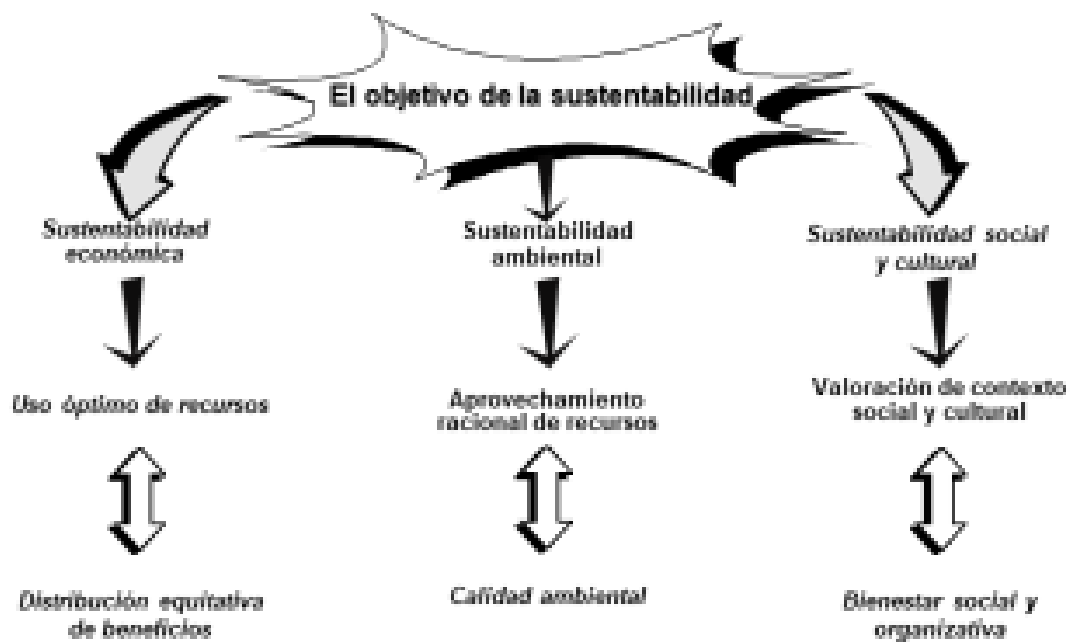 El objetivo de la sustentabilidad
Sustentabilidad
económica
Sustentabilidad
ambiental
Sustentabilidad social
y cultural
Uso óptimo de recursos
Aprovechamiento
racional de recursos
Valoración de contexto
social y cultural
Distribución equitativa
de beneficios
Calidad ambiental
Bienestar social y
organizativa